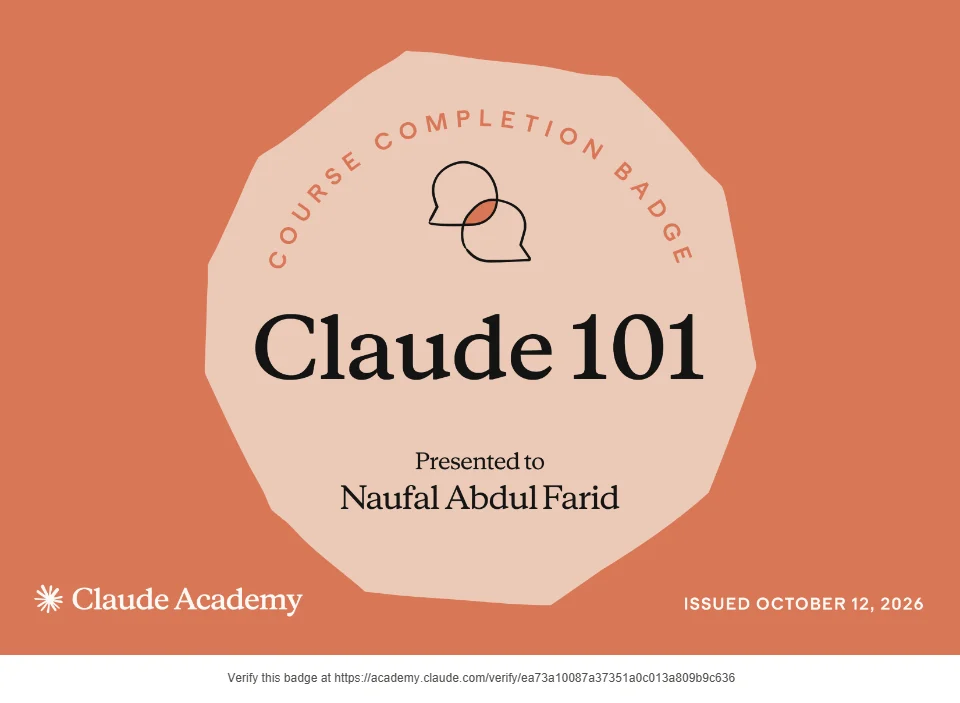 COURSE COMPLETION BADGE
Claude 101
Presented to
Naufal Abdul Farid
Claude Academy
ISSUED OCTOBER 12, 2026
Verify this badge at https://academy.claude.com/verify/ea73a10087a37351a0c013a809b9c636